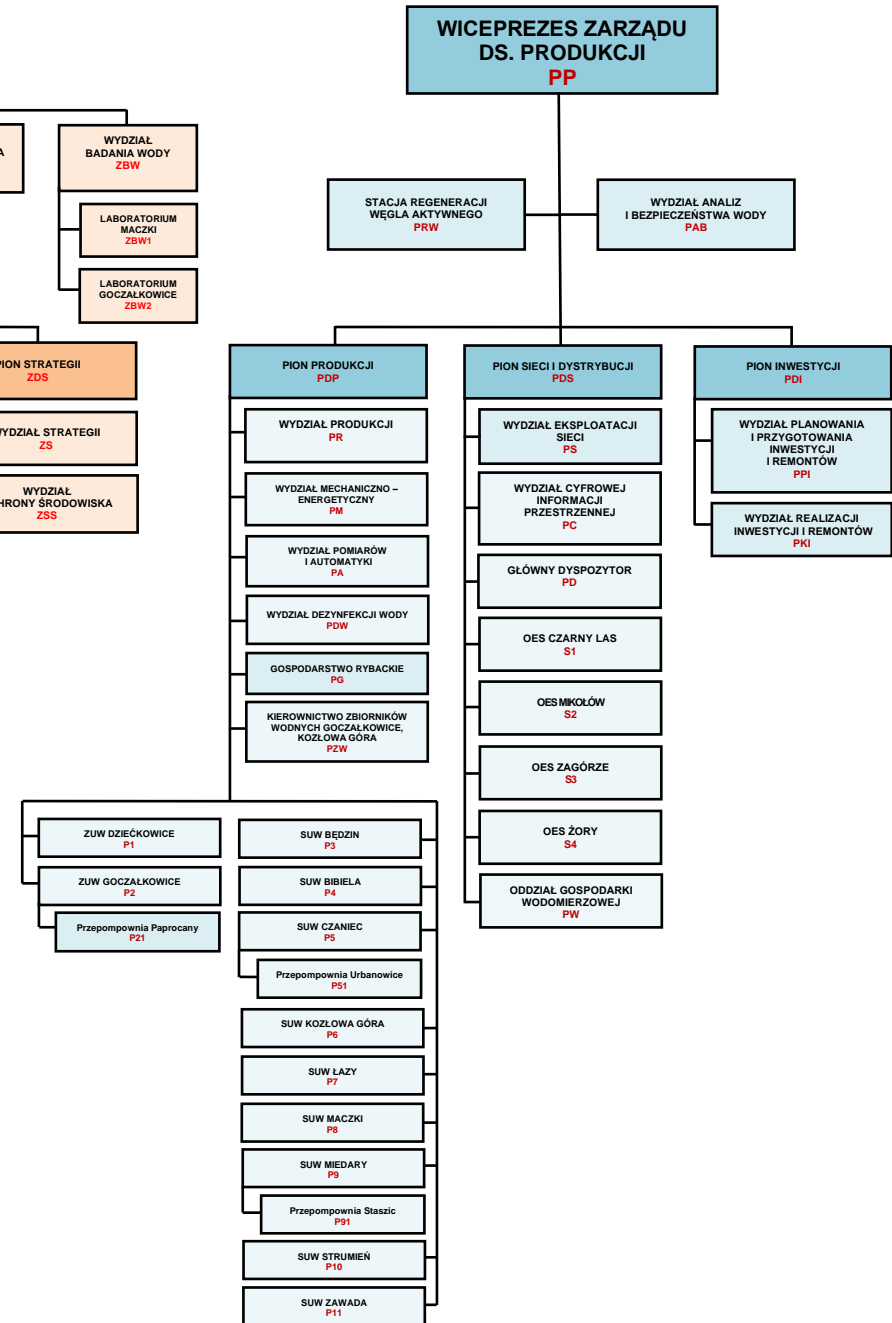 WICEPREZES ZARZĄDU
DS. PRODUKCJI
PP
A
WYDZIAŁ
BADANIA WODY
ZBW
LABORATORIUM
MACZKI
ZBW1
LABORATORIUM
GOCZAŁKOWICE
ZBW2
STACJA REGENERACJI
WĘGLA AKTYWNEGO
PRW
WYDZIAŁ ANALIZ
I BEZPIECZEŃSTWA WODY
PAB
PION STRATEGII
ZDS
YDZIAŁ STRATEGII
ZS
WYDZIAŁ
HRONY ŚRODOWISKA
ZSS
PION PRODUKCJI
PDP
WYDZIAŁ PRODUKCJI
PR
WYDZIAŁ MECHANICZNO –
ENERGETYCZNY
PM
WYDZIAŁ POMIARÓW
I AUTOMATYKI
PA
WYDZIAŁ DEZYNFEKCJI WODY
PDW
GOSPODARSTWO RYBACKIE
PG
KIEROWNICTWO ZBIORNIKÓW
WODNYCH GOCZAŁKOWICE,
KOZŁOWA GÓRA
PZW
ZUW DZIEĆKOWICE
P1
ZUW GOCZAŁKOWICE
P2
Przepompownia Paprocany
P21
SUW BĘDZIN
P3
SUW BIBIELA
P4
SUW CZANIEC
P5
Przepompownia Urbanowice
P51
SUW KOZŁOWA GÓRA
P6
SUW ŁAZY
P7
SUW MACZKI
P8
SUW MIEDARY
P9
Przepompownia Staszic
P91
SUW STRUMIEŃ
P10
SUW ZAWADA
P11
PION SIECI I DYSTRYBUCJI
PDS
WYDZIAŁ EKSPLOATACJI
SIECI
PS
WYDZIAŁ CYFROWEJ
INFORMACJI
PRZESTRZENNEJ
PC
GŁÓWNY DYSPOZYTOR
PD
OES CZARNY LAS
S1
OES MIKOŁÓW
S2
OES ZAGÓRZE
S3
OES ŻORY
S4
ODDZIAŁ GOSPODARKI
WODOMIERZOWEJ
PW
PION INWESTYCJI
PDI
WYDZIAŁ PLANOWANIA
I PRZYGOTOWANIA
INWESTYCJI
I REMONTÓW
PPI
WYDZIAŁ REALIZACJI
INWESTYCJI I REMONTÓW
PKI